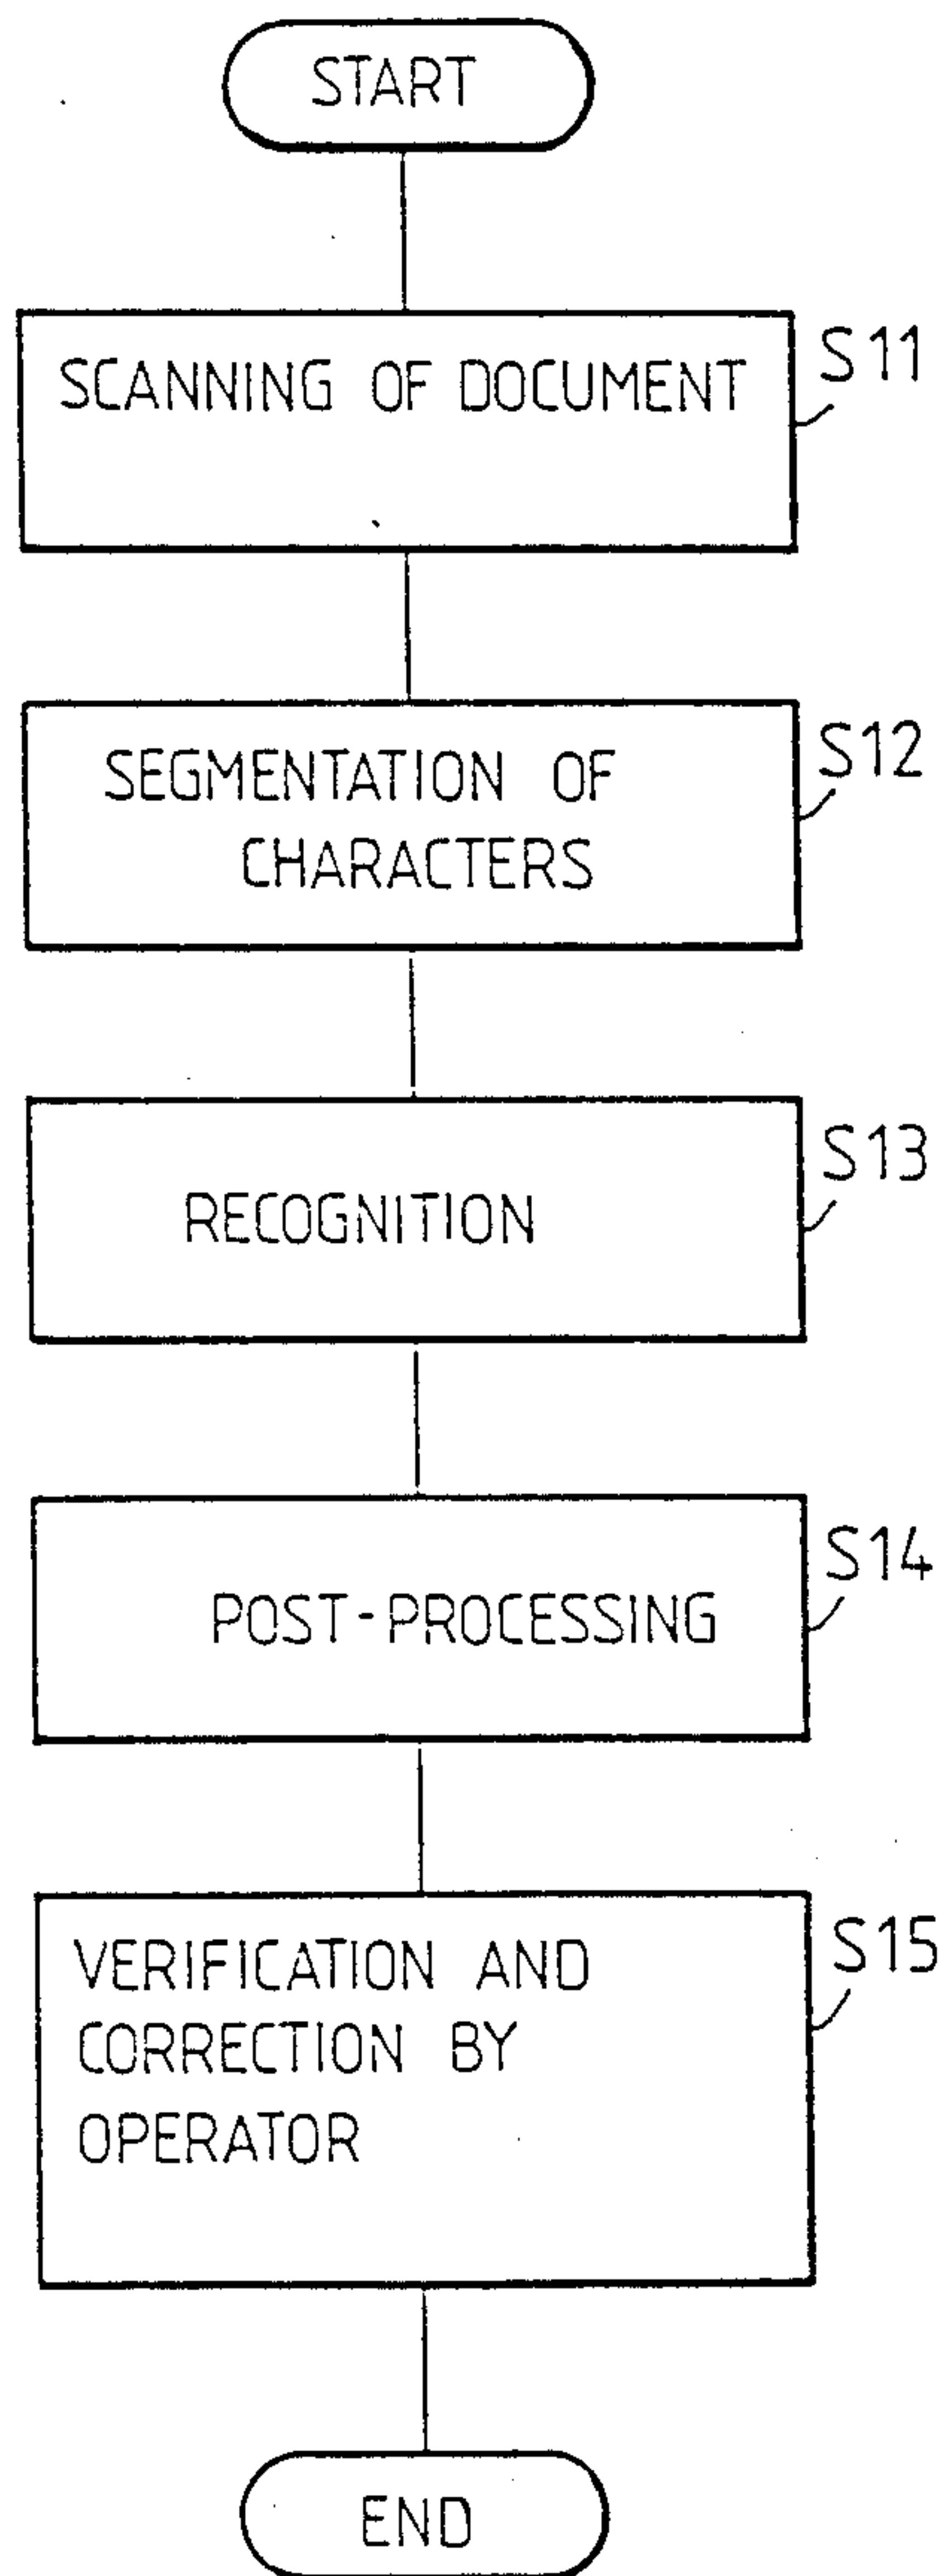 START
SCANNING OF DOCUMENT
S11
SEGMENTATION OF
CHARACTERS
S12
RECOGNITION
S13
POST-PROCESSING
S14
VERIFICATION AND
CORRECTION BY
OPERATOR
S15
END